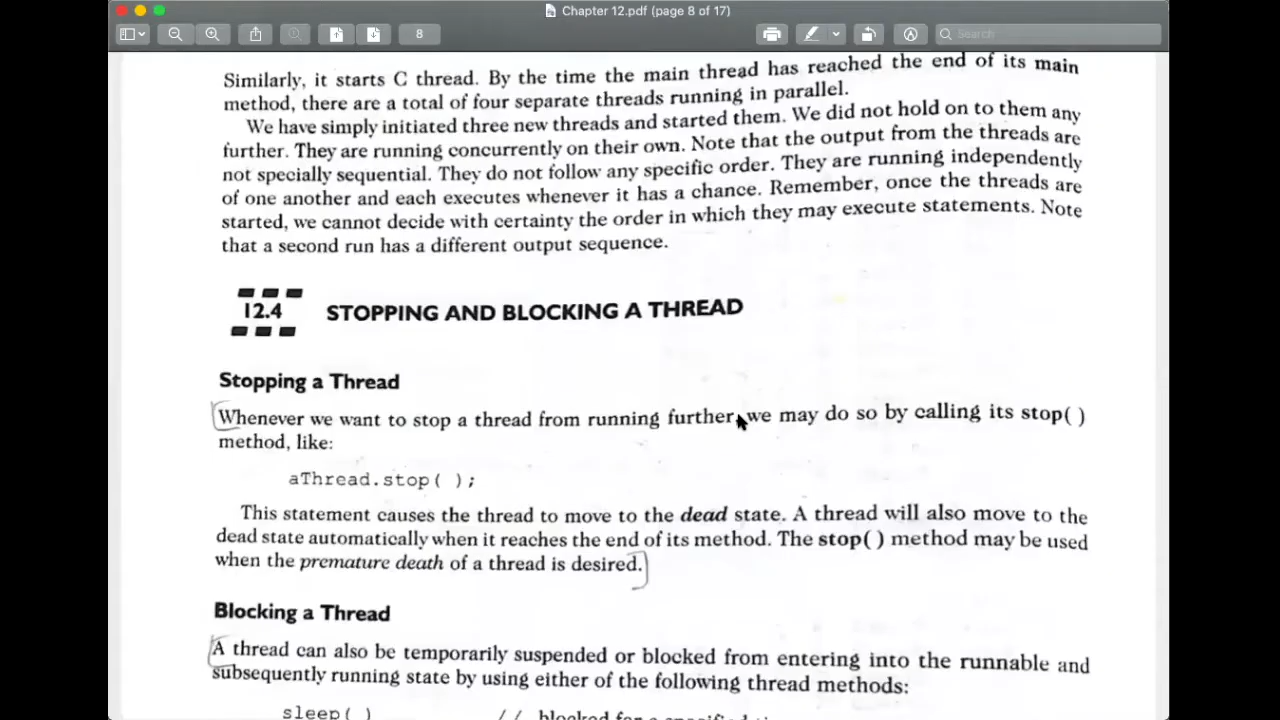 Chapter 12.pdf (page 8 of 17)
8
Search
Similarly, it starts C thread. By the time the main thread has reached the end of its main
method, there are a total of four separate threads running in parallel.
We have simply initiated three new threads and started them. We did not hold on to them any
further. They are running concurrently on their own. Note that the output from the threads are
not specially sequential. They do not follow any specific order. They are running independently
of one another and each executes whenever it has a chance. Remember, once the threads are
started, we cannot decide with certainty the order in which they may execute statements. Note
that a second run has a different output sequence.
12.4 STOPPING AND BLOCKING A THREAD
Stopping a Thread
Whenever we want to stop a thread from running further, we may do so by calling its stop( )
method, like:
aThread.stop( );
This statement causes the thread to move to the dead state. A thread will also move to the
dead state automatically when it reaches the end of its method. The stop( ) method may be used
when the premature death of a thread is desired.
Blocking a Thread
A thread can also be temporarily suspended or blocked from entering into the runnable and
subsequently running state by using either of the following thread methods:
sleep( ) // blocked for a specified